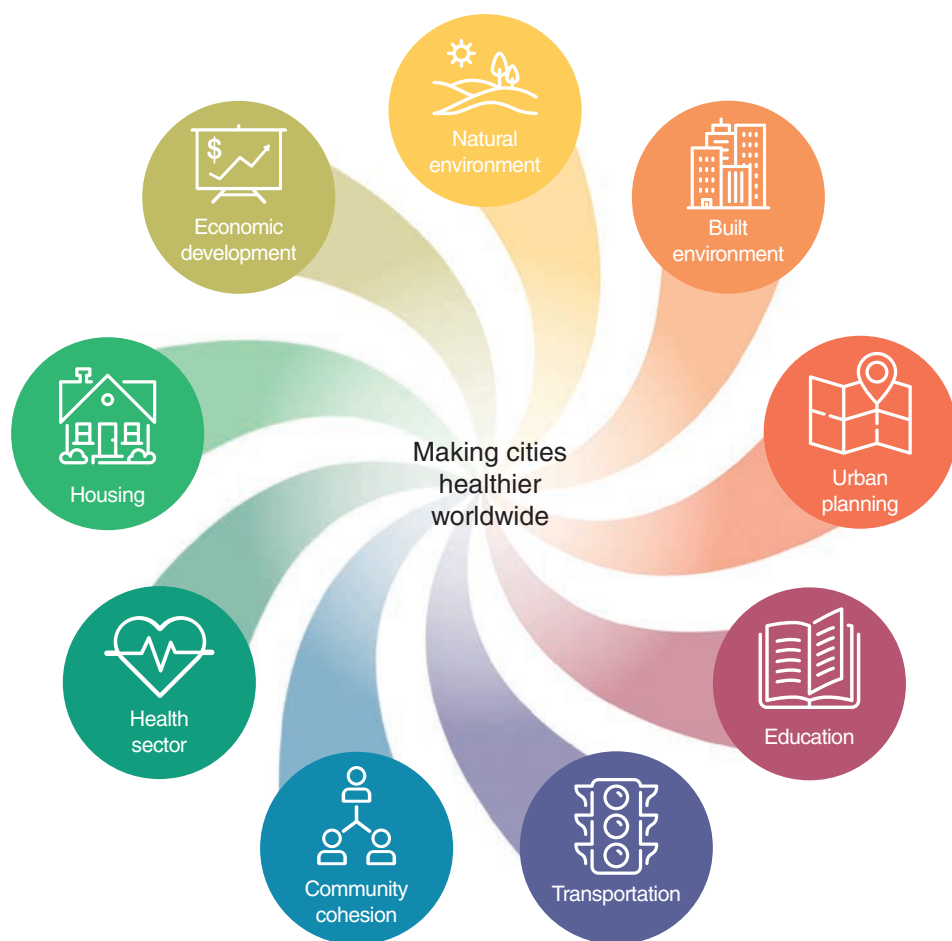 Natural
environment
$
Economic
development
Built
environment
Making cities
healthier
worldwide
Urban
planning
Housing
Education
Health
sector
Transportation
Community
cohesion